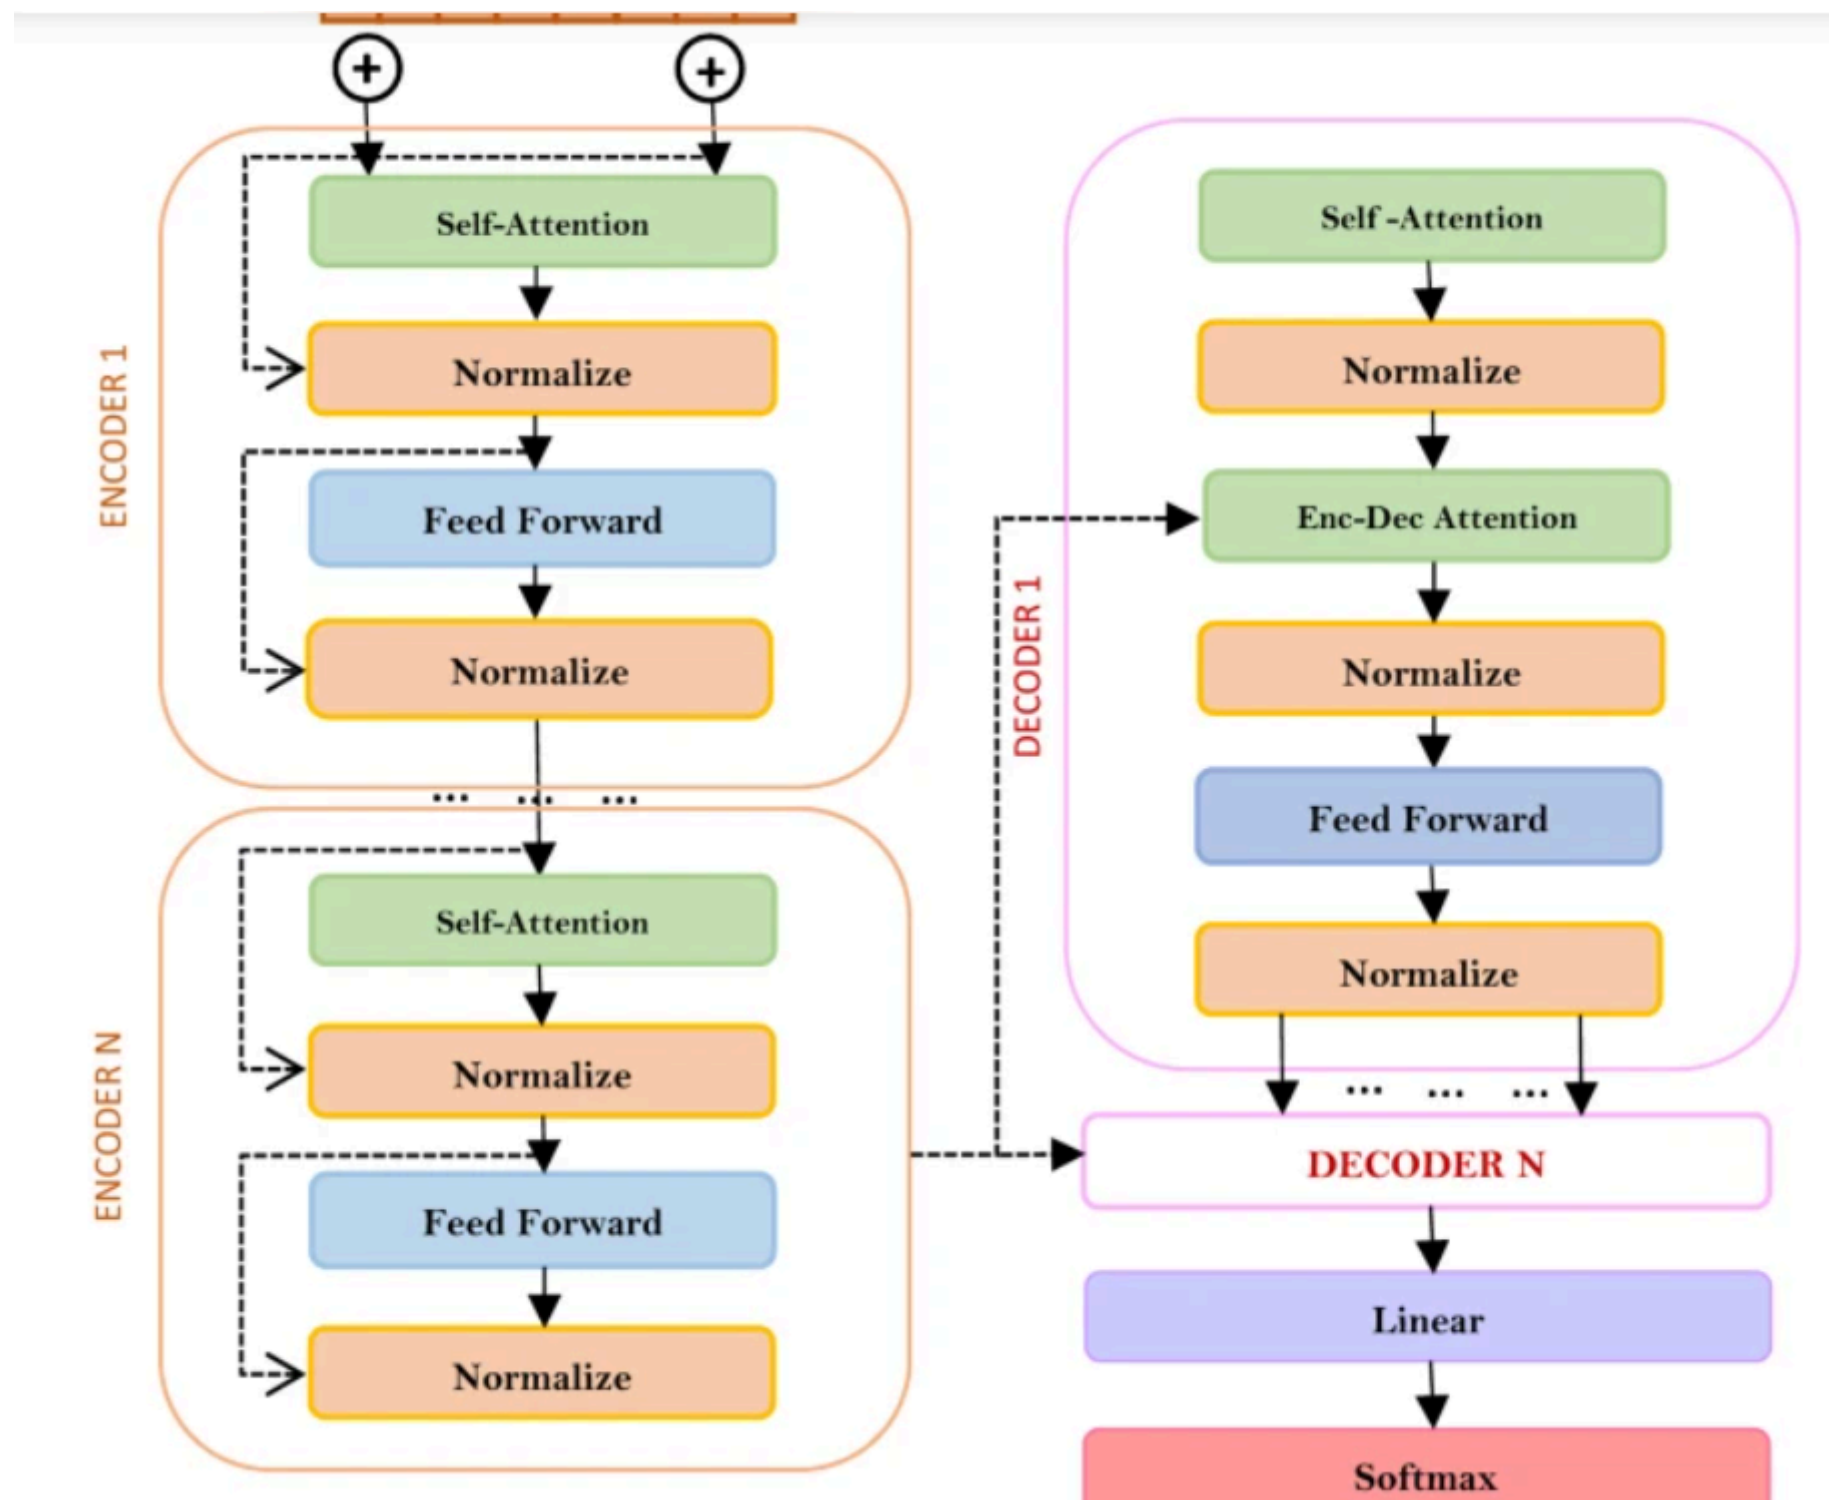 +
+
ENCODER 1
Self-Attention
Normalize
Feed Forward
Normalize
... ... ...
ENCODER N
Self-Attention
Normalize
Feed Forward
Normalize
DECODER 1
Self -Attention
Normalize
Enc-Dec Attention
Normalize
Feed Forward
Normalize
... ... ...
DECODER N
Linear
Softmax